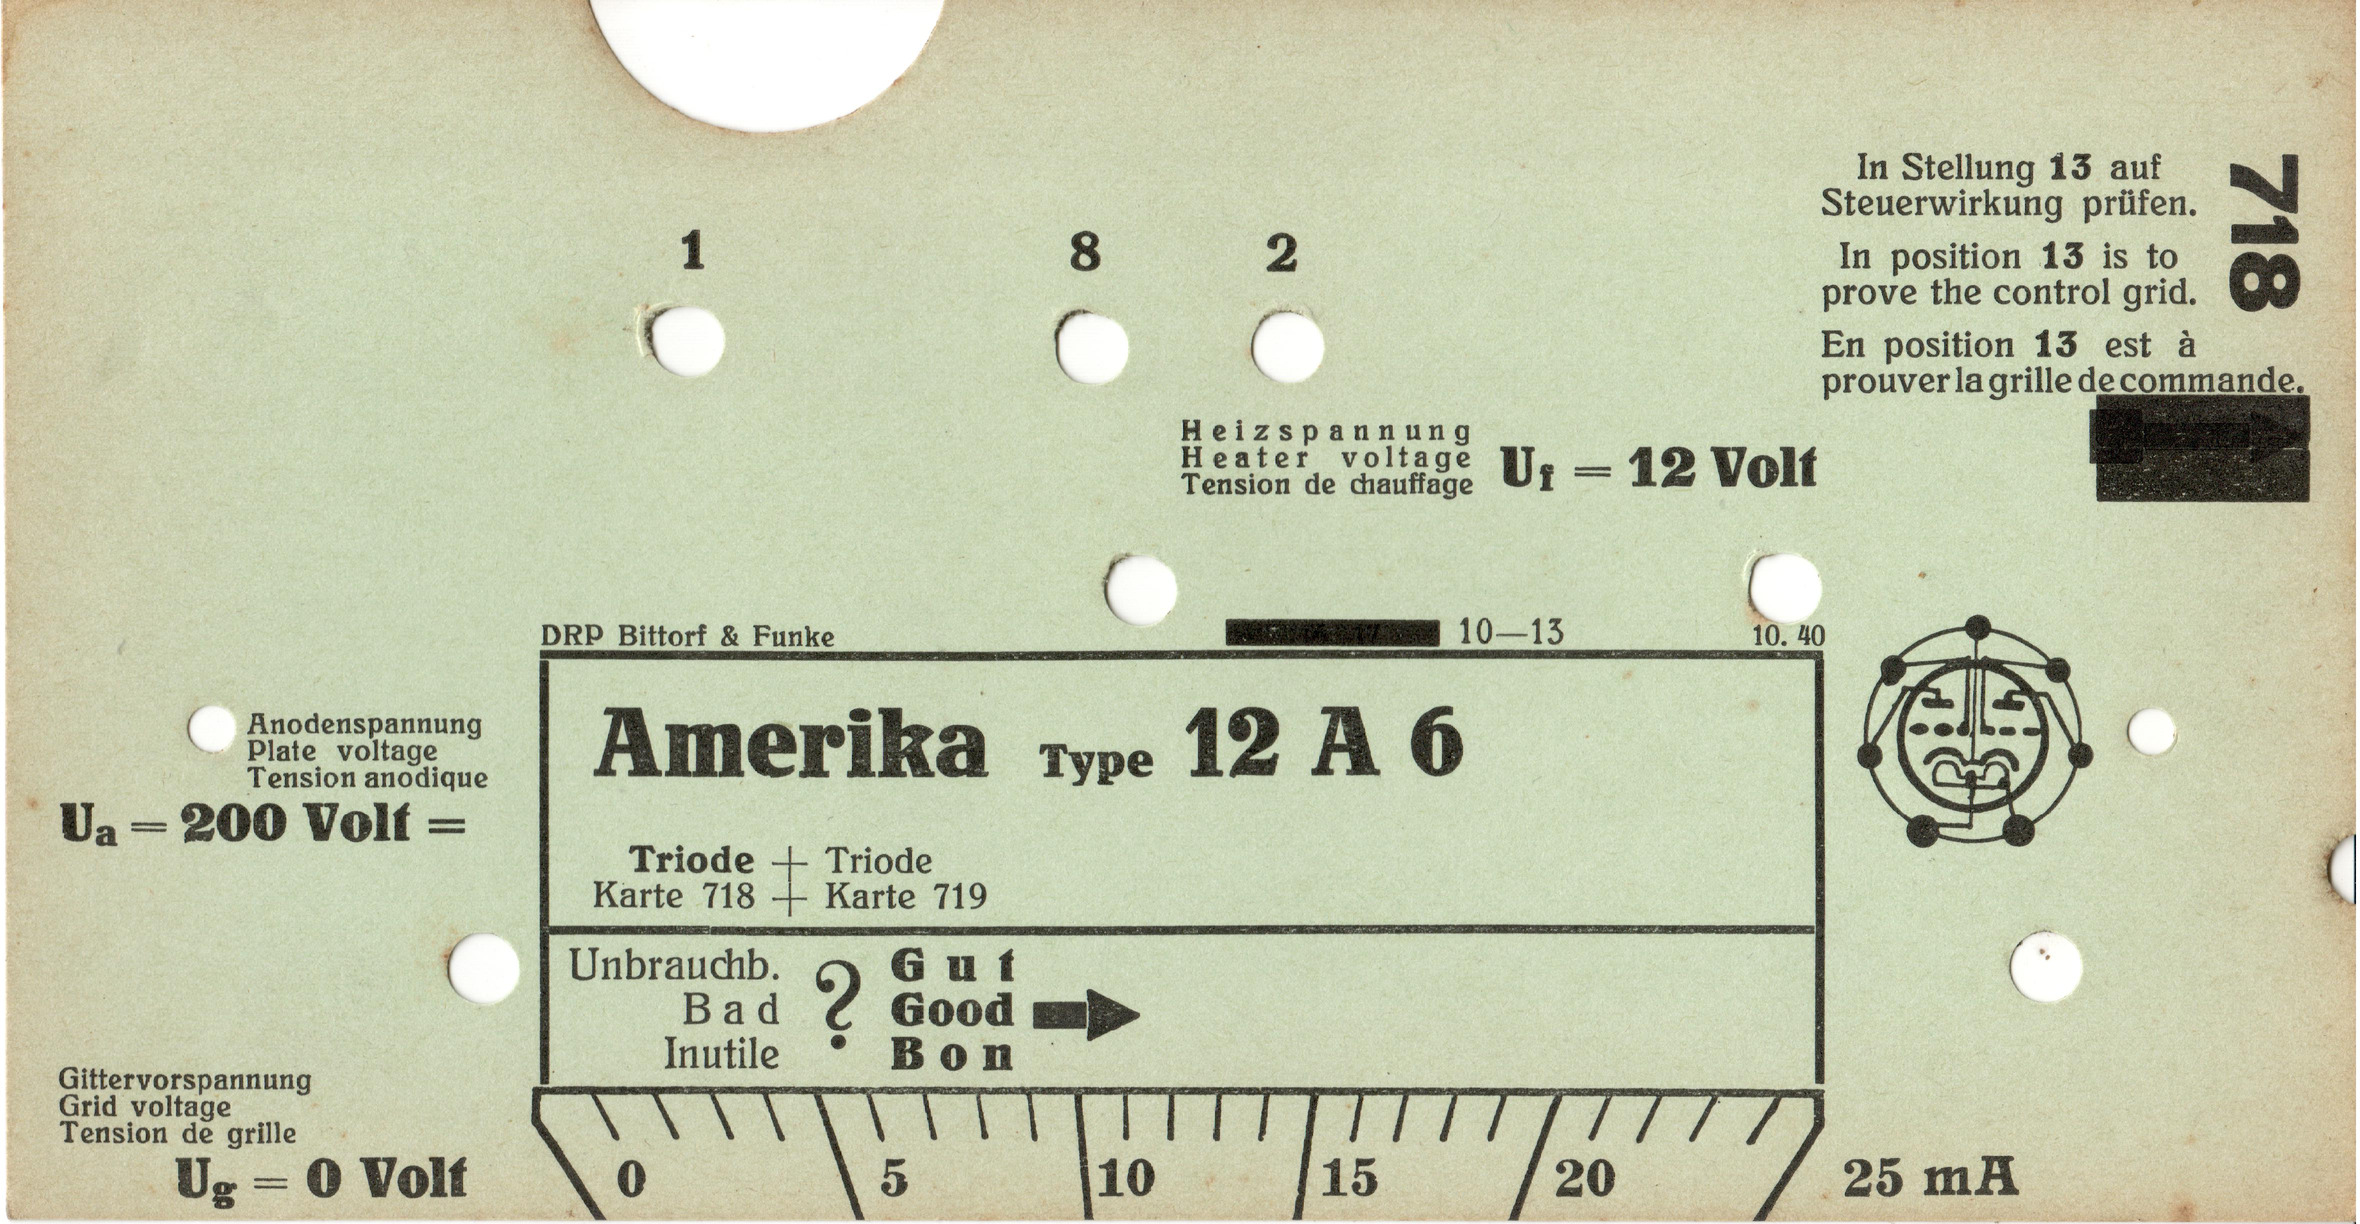 In Stellung 13 auf
Steuerwirkung prüfen.
In position 13 is to
prove the control grid.
En position 13 est à
prouver la grille de commande.
718
1 8 2
Heizspannung
Heater voltage
Tension de chauffage
Uf = 12 Volt
DRP Bittorf & Funke 10—13 10.40
Anodenspannung
Plate voltage
Tension anodique
Ua = 200 Volt =
Amerika Type 12 A 6
Triode + Triode
Karte 718 + Karte 719
Unbrauchb. ? Gut
Bad Good
Inutile Bon
Gittervorspannung
Grid voltage
Tension de grille
Ug = 0 Volt
0 5 10 15 20 25 mA